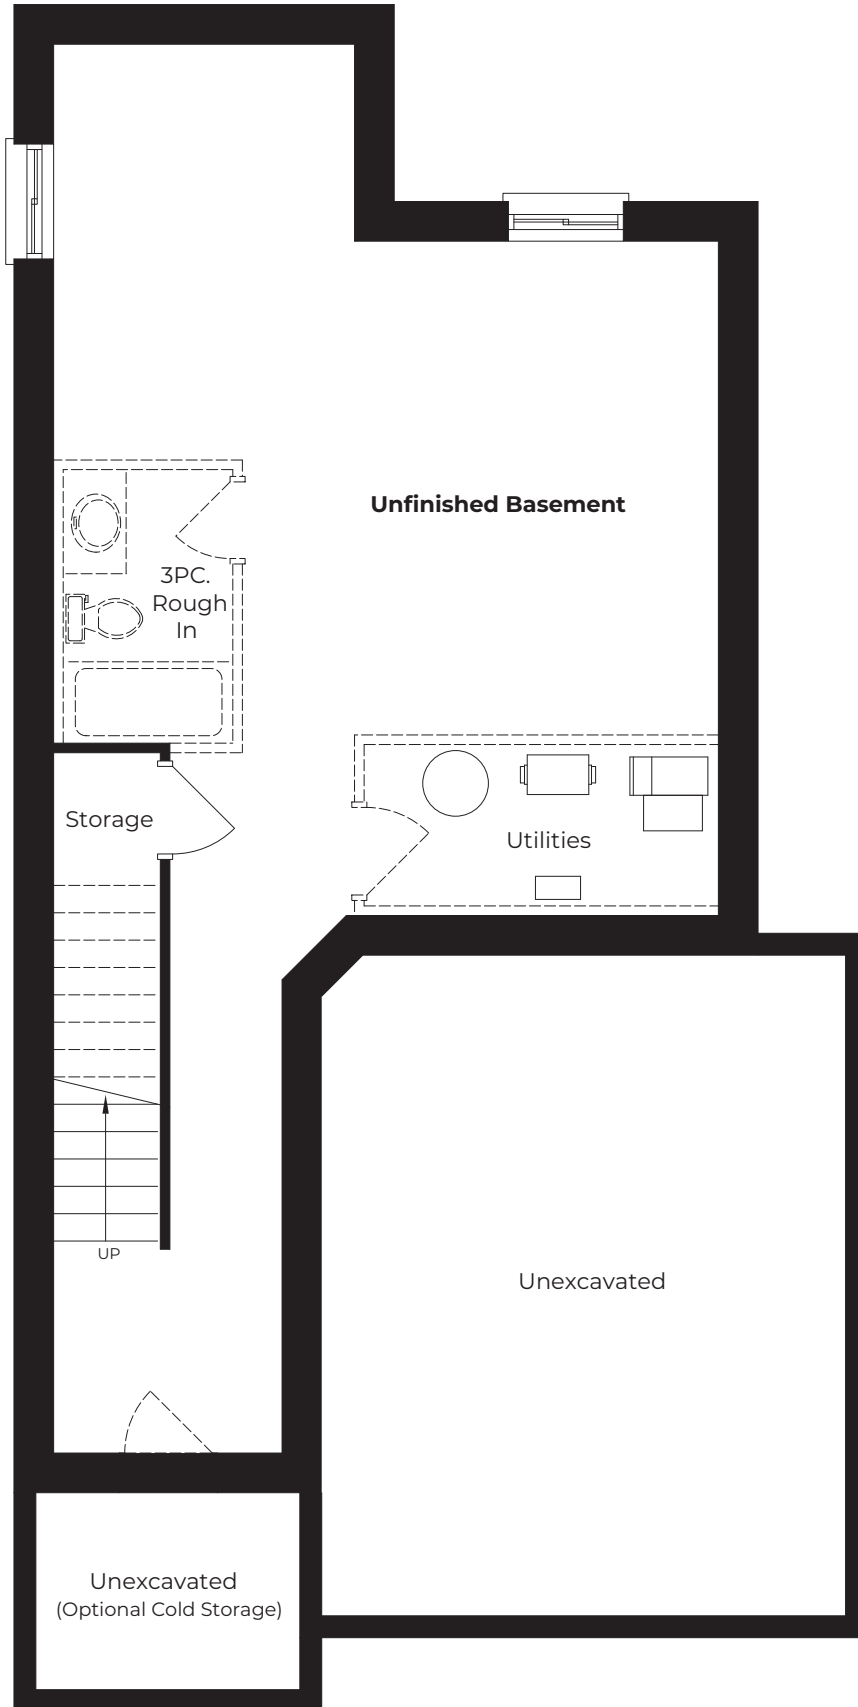 Unfinished Basement
3PC.
Rough
In
Storage
Utilities
UP
Unexcavated
Unexcavated
(Optional Cold Storage)